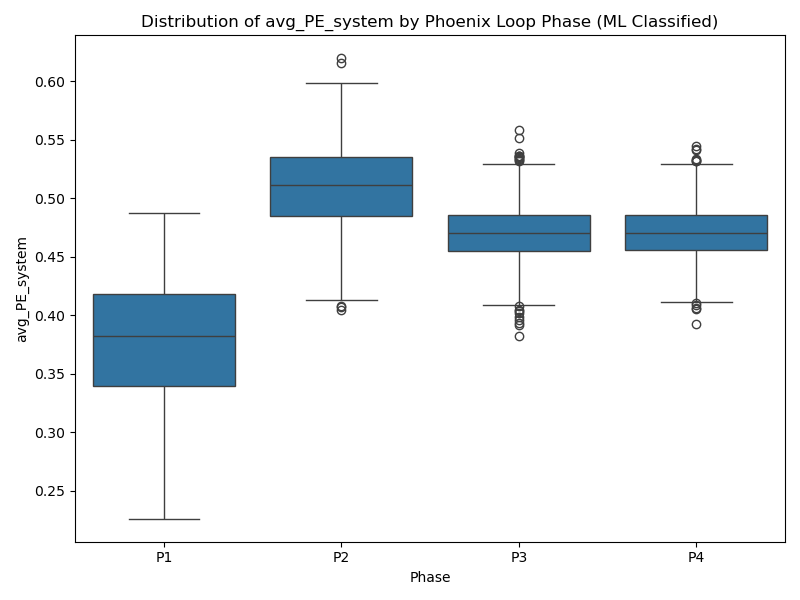 Distribution of avg_PE_system by Phoenix Loop Phase (ML Classified)
avg_PE_system
0.60
0.55
0.50
0.45
0.40
0.35
0.30
0.25
P1 P2 P3 P4
Phase